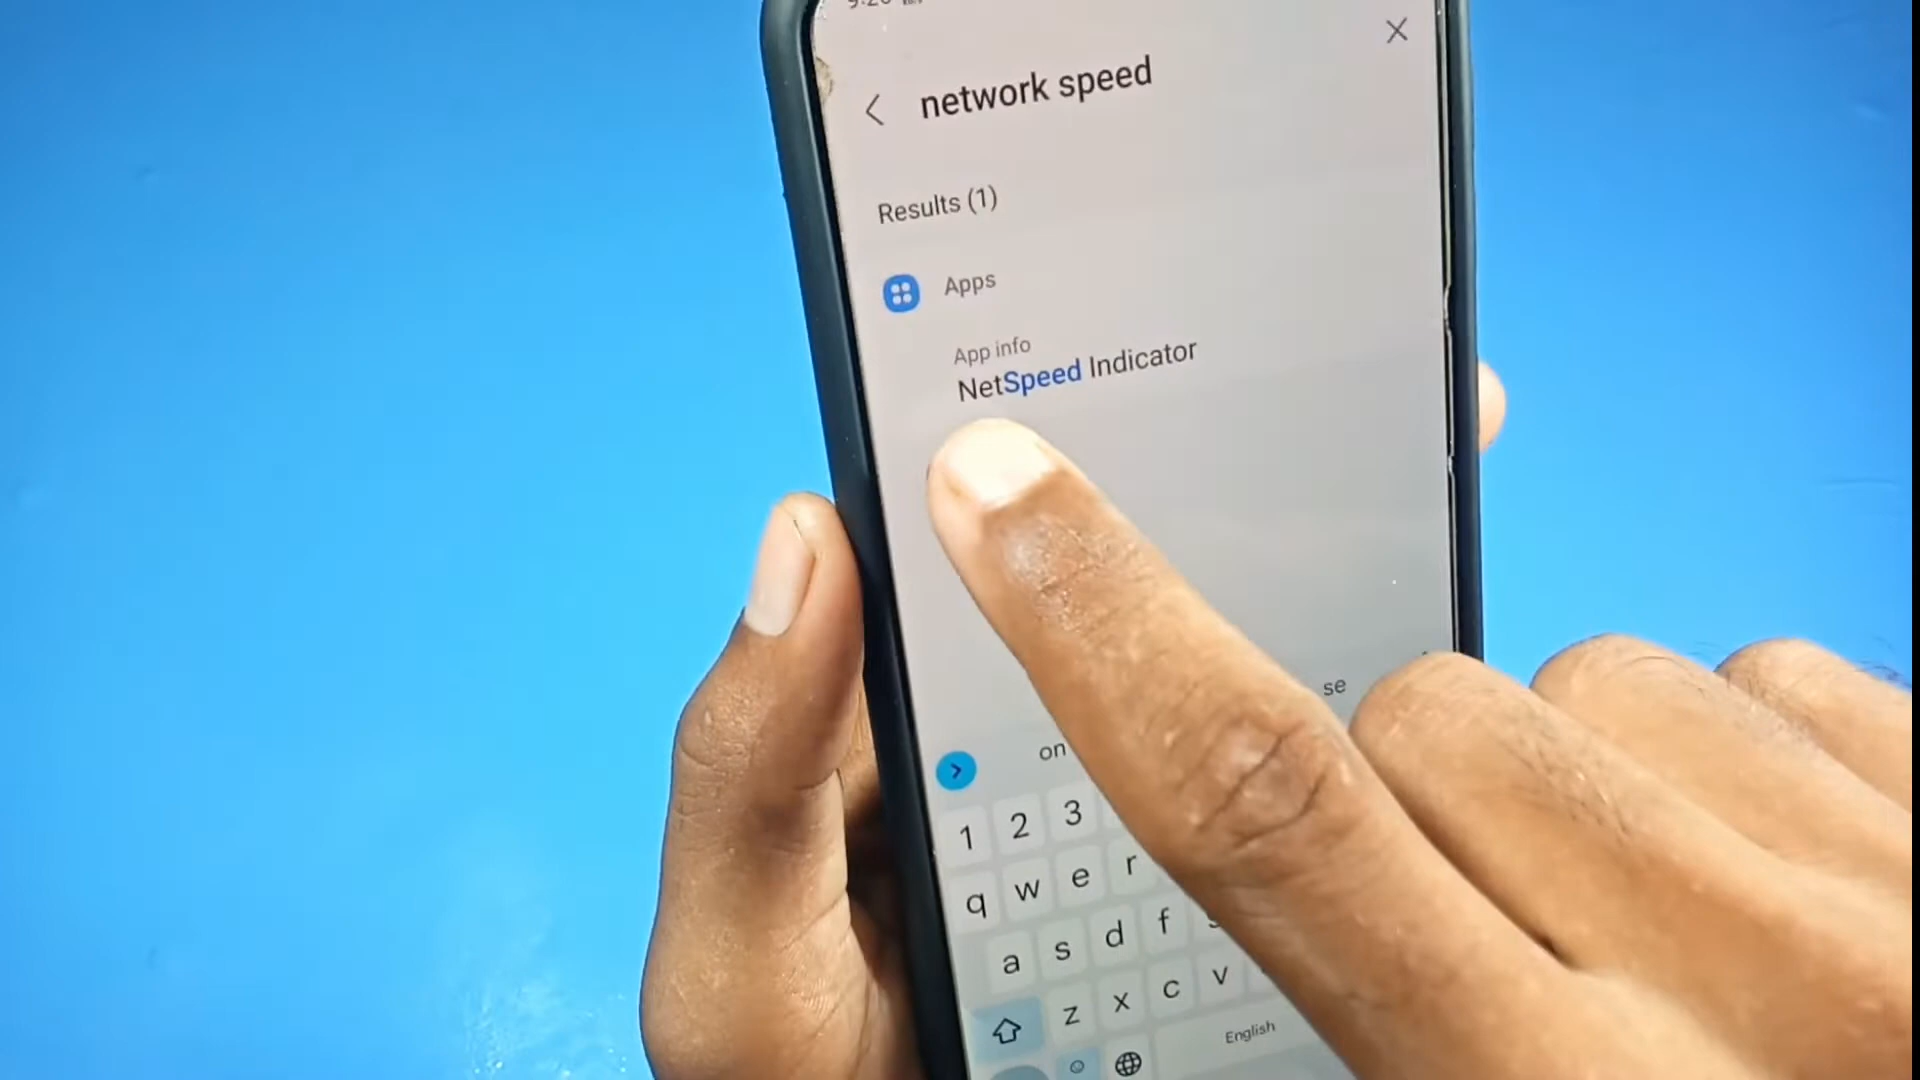 network speed
Results (1)
Apps
App info
NetSpeed Indicator
se
on
1 2 3
q w e r
a s d f
z x c v
English